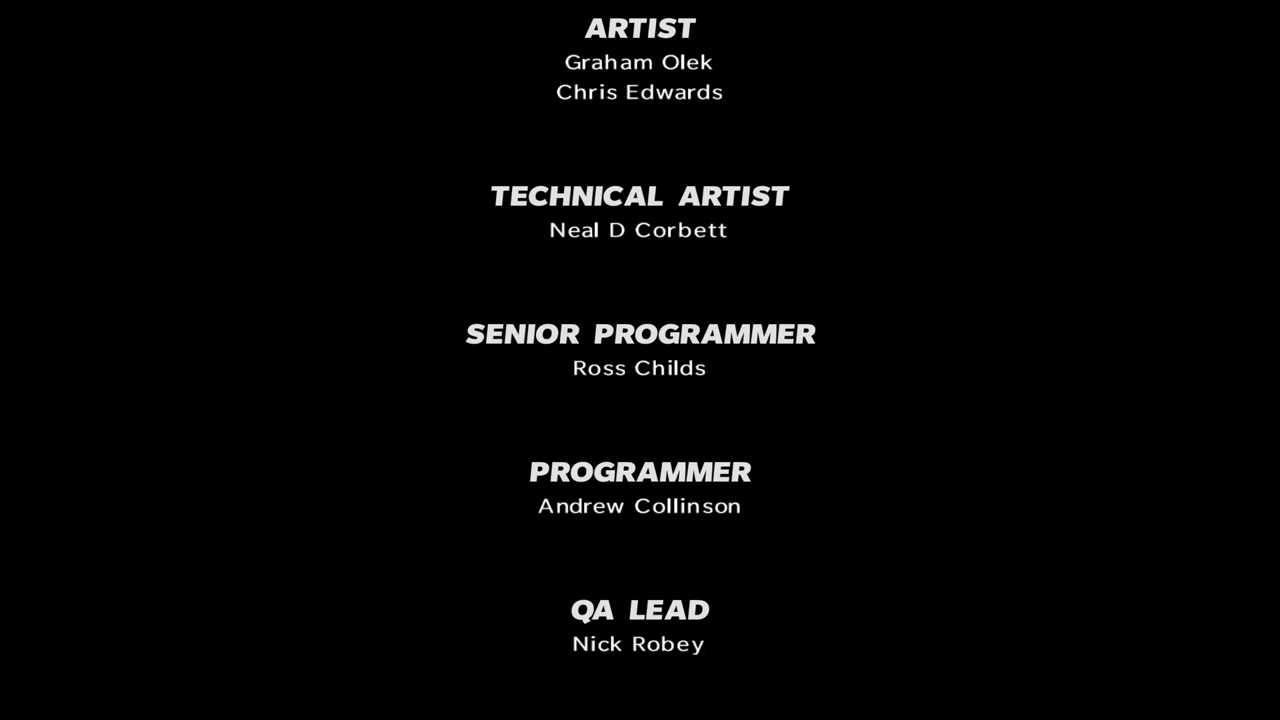 ARTIST
Graham Olek
Chris Edwards
TECHNICAL ARTIST
Neal D Corbett
SENIOR PROGRAMMER
Ross Childs
PROGRAMMER
Andrew Collinson
QA LEAD
Nick Robey